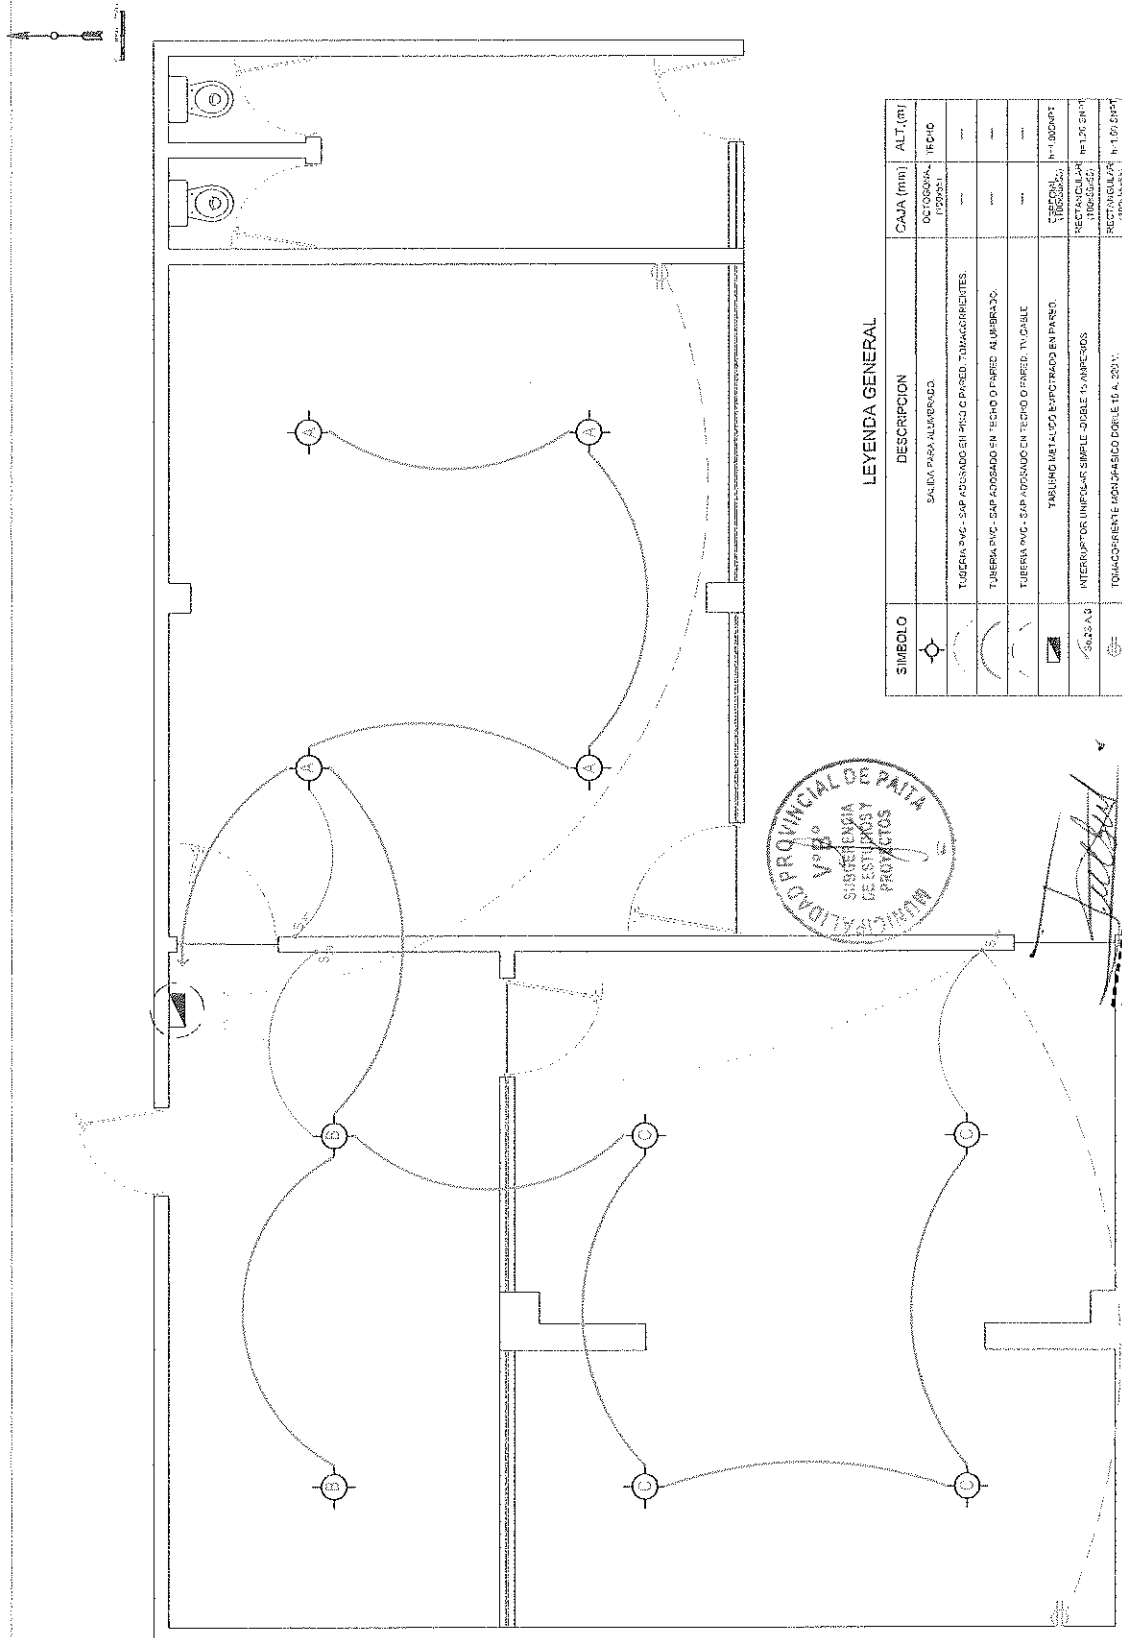 LEYENDA GENERAL
SIMBOLO DESCRIPCION CAJA (mm) ALT.(m)
SALIDA PARA ALUMBRADO. OCTOGONAL TECHO
TUBERIA PVC - SAP ADOSADO EN PISO O PARED. TOMACORRIENTES.
TUBERIA PVC - SAP ADOSADO EN TECHO O PARED. ALUMBRADO.
TUBERIA PVC - SAP ADOSADO EN TECHO O PARED. TV-CABLE
TABLERO METALICO EMPOTRADO EN PARED. ESPECIAL
INTERRUPTOR UNIPOLAR SIMPLE -DOBLE 15 AMPERIOS RECTANGULAR
TOMACORRIENTE MONOFASICO DOBLE 15 A, 220 V. RECTANGULAR
A
A
A
A
B
B
C
C
C
C
MUNICIPALIDAD PROVINCIAL DE PAITA
VºBº
SUBGERENCIA
DE ESTUDIOS Y
PROYECTOS